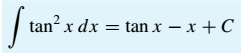 ∫ tan² x dx = tan x − x + C